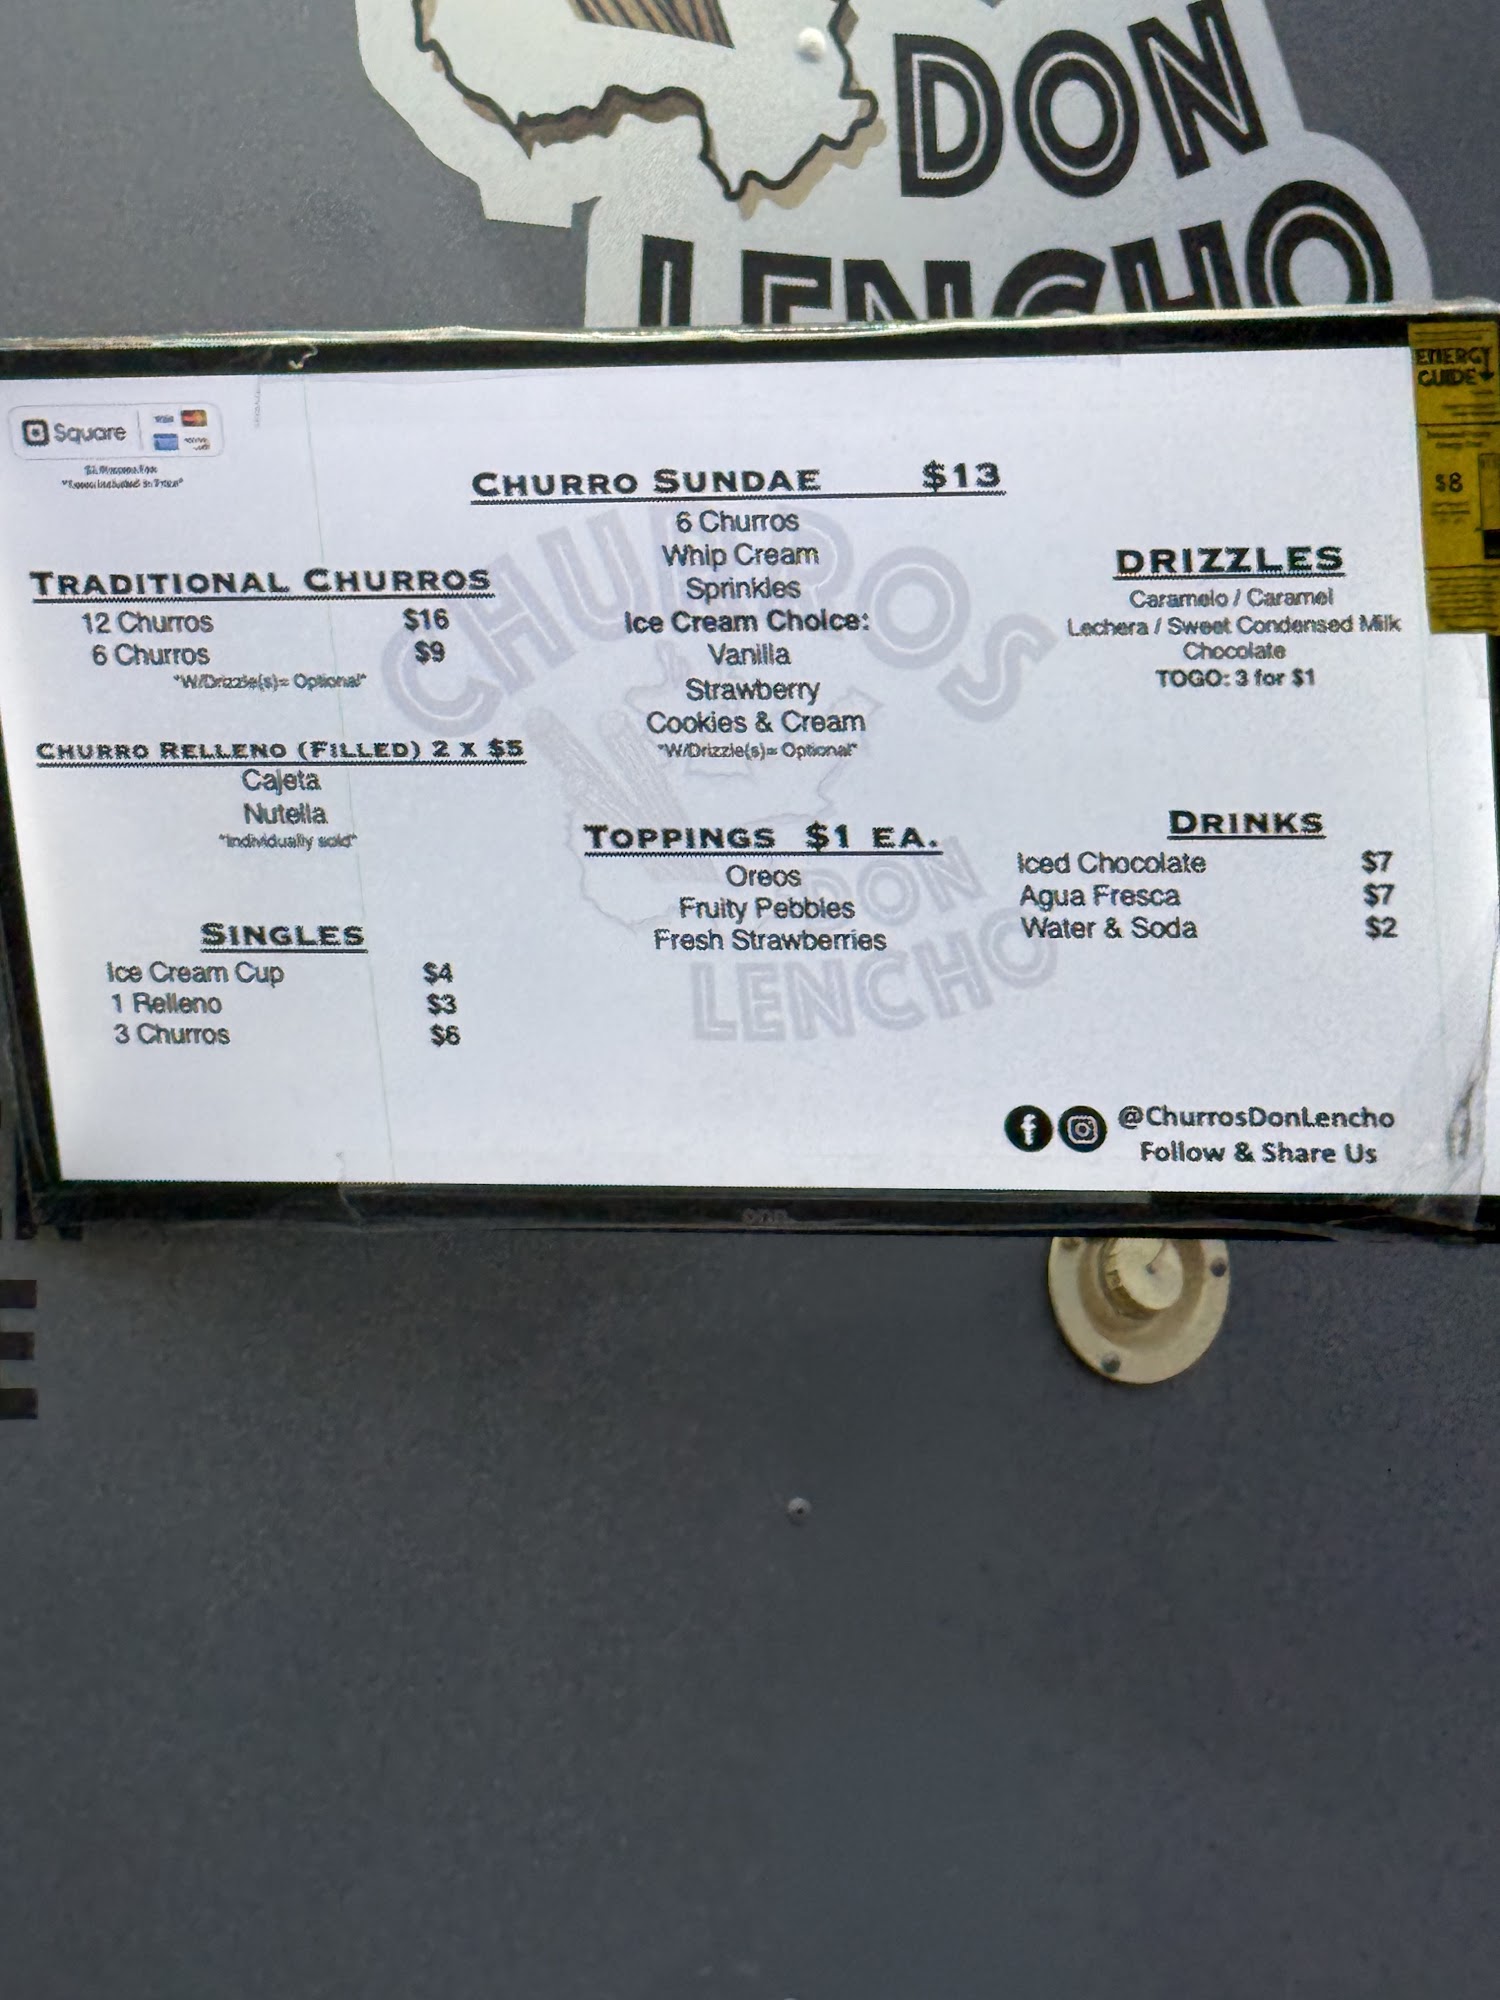 DON
LENCHO
Square
CHURRO SUNDAE $13
6 Churros
Whip Cream
Sprinkles
Ice Cream Choice:
Vanilla
Strawberry
Cookies & Cream
*W/Drizzle(s)= Optional*
TRADITIONAL CHURROS
12 Churros $16
6 Churros $9
*W/Drizzle(s)= Optional*
CHURRO RELLENO (FILLED) 2 X $5
Cajeta
Nutella
*Individually sold*
SINGLES
Ice Cream Cup $4
1 Relleno $3
3 Churros $6
TOPPINGS $1 EA.
Oreos
Fruity Pebbles
Fresh Strawberries
DRIZZLES
Caramelo / Caramel
Lechera / Sweet Condensed Milk
Chocolate
TOGO: 3 for $1
DRINKS
Iced Chocolate $7
Agua Fresca $7
Water & Soda $2
@ChurrosDonLencho
Follow & Share Us
CHURROS
DON
LENCHO
ENERGY
GUIDE
$8